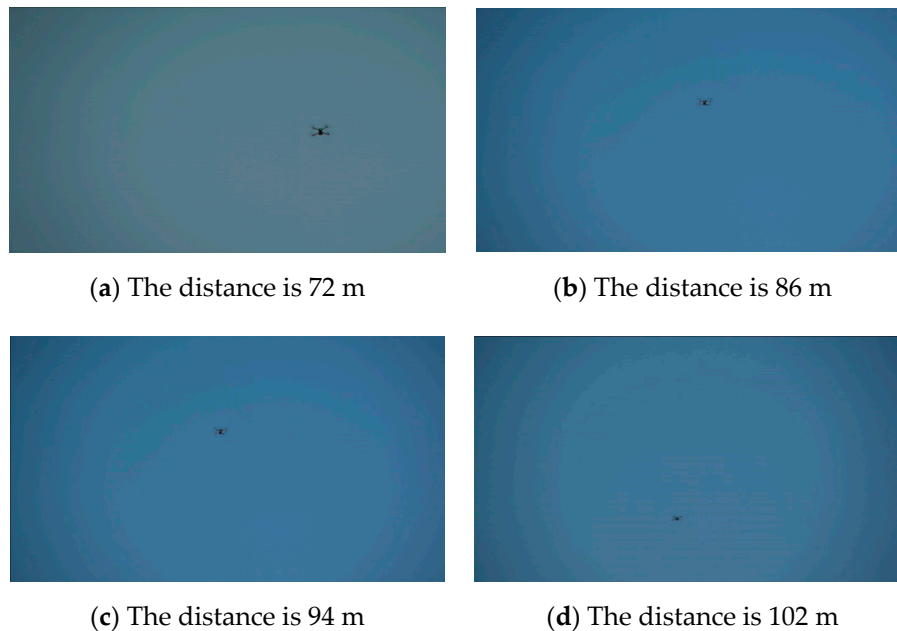 (a) The distance is 72 m
(b) The distance is 86 m
(c) The distance is 94 m
(d) The distance is 102 m